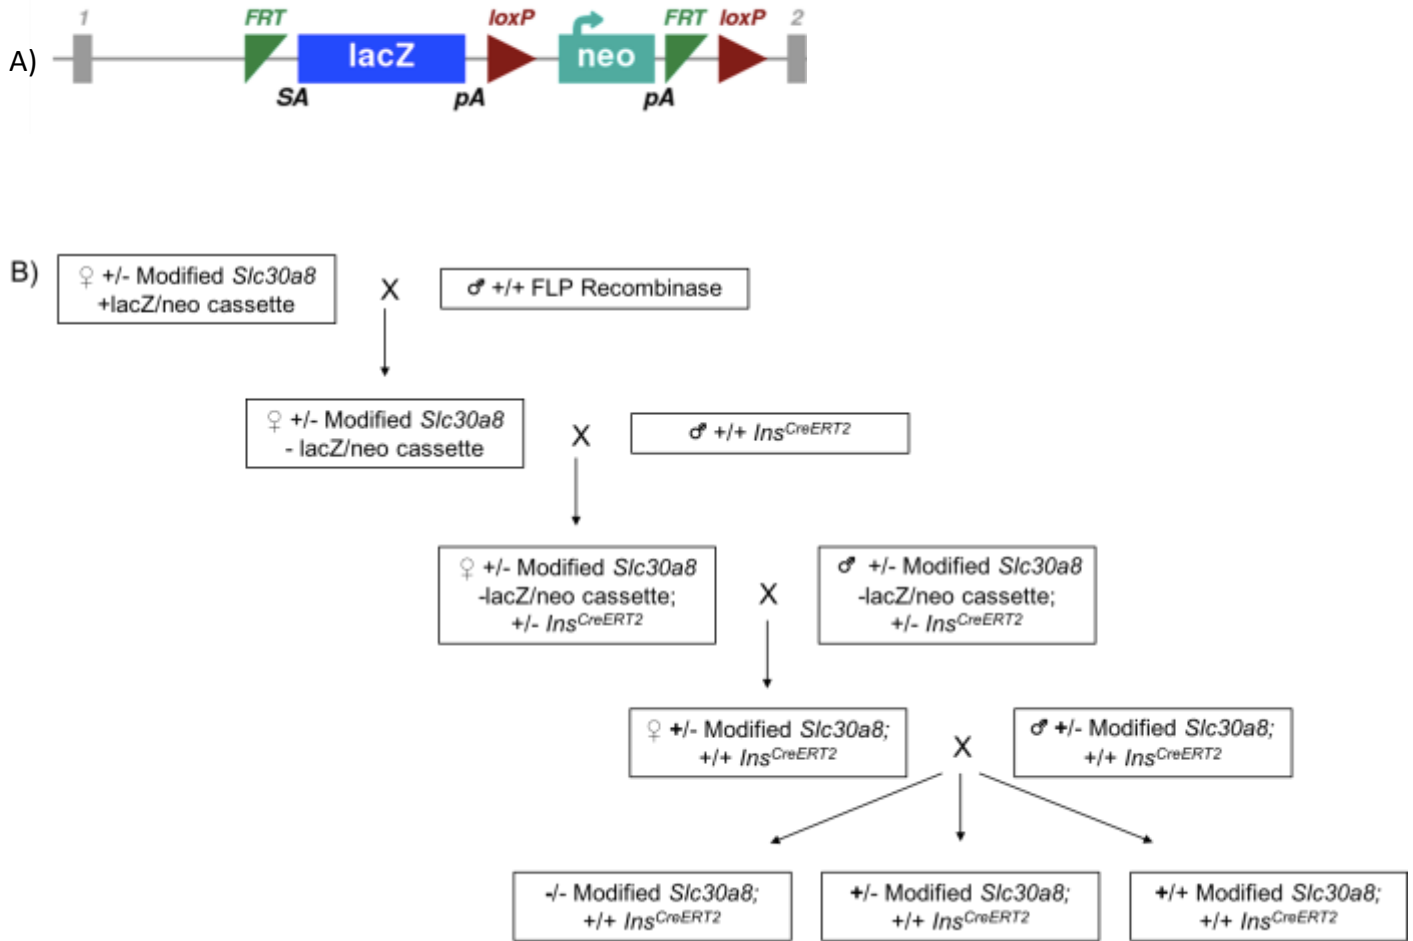 A)
1 FRT loxP FRT loxP 2
lacZ neo
SA pA pA
B)
♀ +/- Modified Slc30a8
+lacZ/neo cassette
X
♂ +/+ FLP Recombinase
♀ +/- Modified Slc30a8
- lacZ/neo cassette
X
♂ +/+ InsCreERT2
♀ +/- Modified Slc30a8
-lacZ/neo cassette;
+/- InsCreERT2
X
♂ +/- Modified Slc30a8
-lacZ/neo cassette;
+/- InsCreERT2
♀ +/- Modified Slc30a8;
+/+ InsCreERT2
X
♂ +/- Modified Slc30a8;
+/+ InsCreERT2
-/- Modified Slc30a8;
+/+ InsCreERT2
+/- Modified Slc30a8;
+/+ InsCreERT2
+/+ Modified Slc30a8;
+/+ InsCreERT2